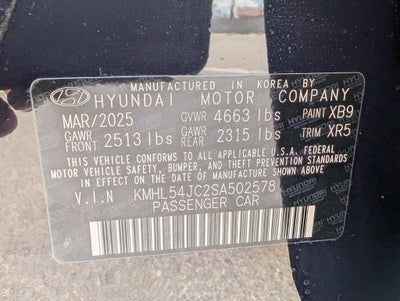 MANUFACTURED IN KOREA BY
HYUNDAI MOTOR COMPANY
MAR/2025 GVWR 4663 lbs PAINT XB9
GAWR FRONT 2513 lbs GAWR REAR 2315 lbs TRIM XR5
THIS VEHICLE CONFORMS TO ALL APPLICABLE U.S.A. FEDERAL
MOTOR VEHICLE SAFETY, BUMPER, AND THEFT PREVENTION
STANDARDS IN EFFECT ON THE DATE OF MANUFACTURE SHOWN ABOVE.
V.I.N KMHL54JC2SA502578
PASSENGER CAR